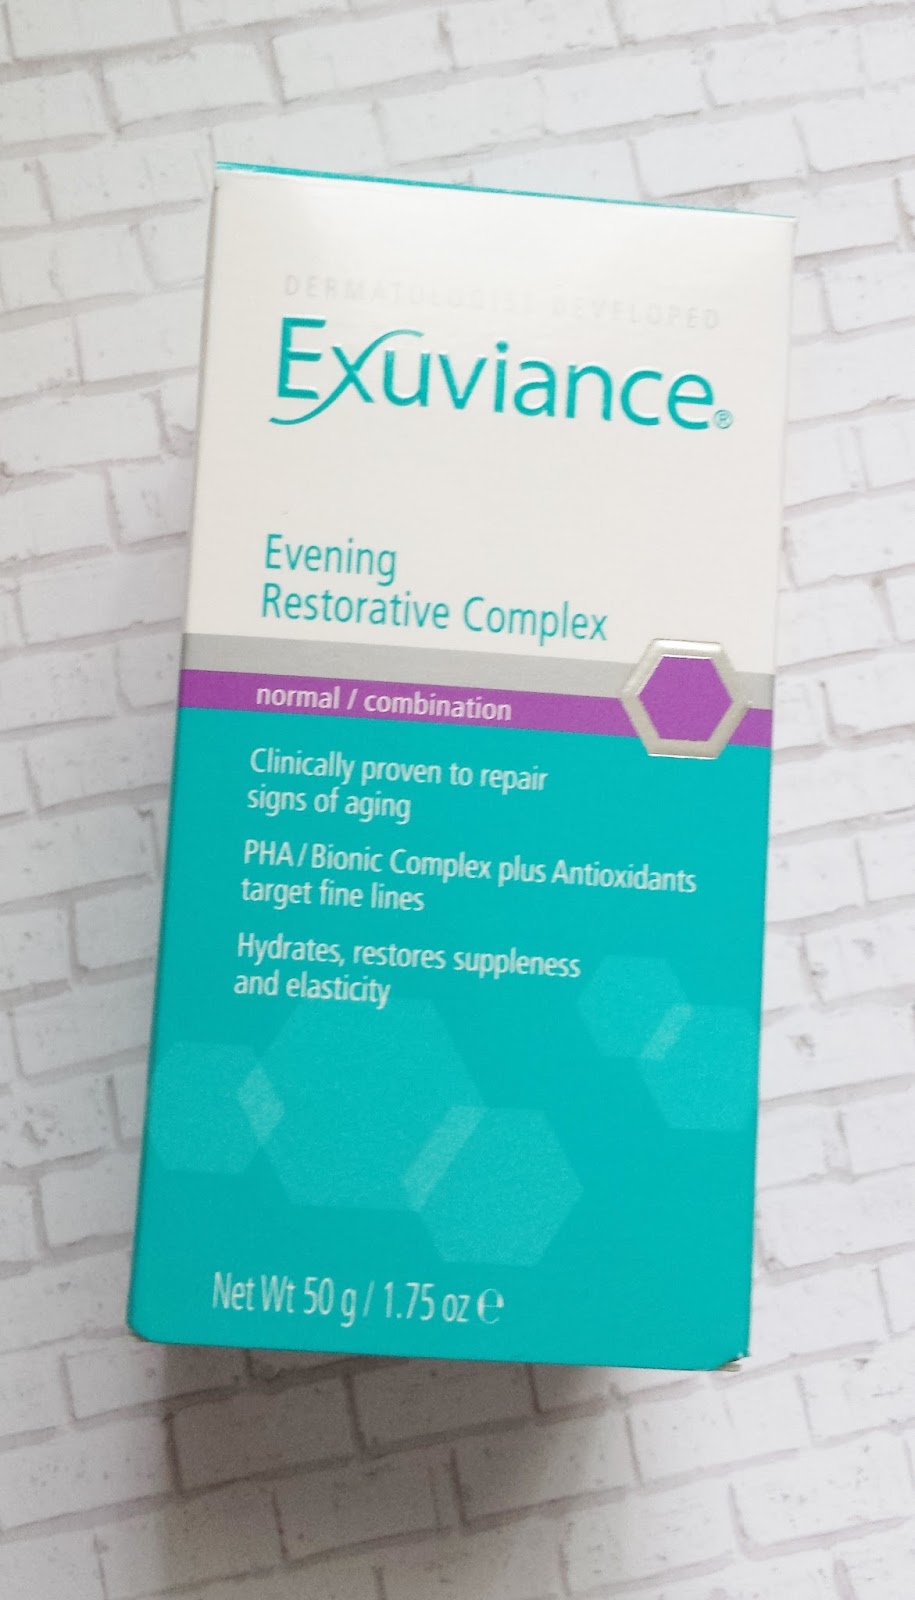 DERMATOLOGIST DEVELOPED
Exuviance®
Evening
Restorative Complex
normal / combination
Clinically proven to repair
signs of aging
PHA/Bionic Complex plus Antioxidants
target fine lines
Hydrates, restores suppleness
and elasticity
Net Wt 50 g / 1.75 oz ℮